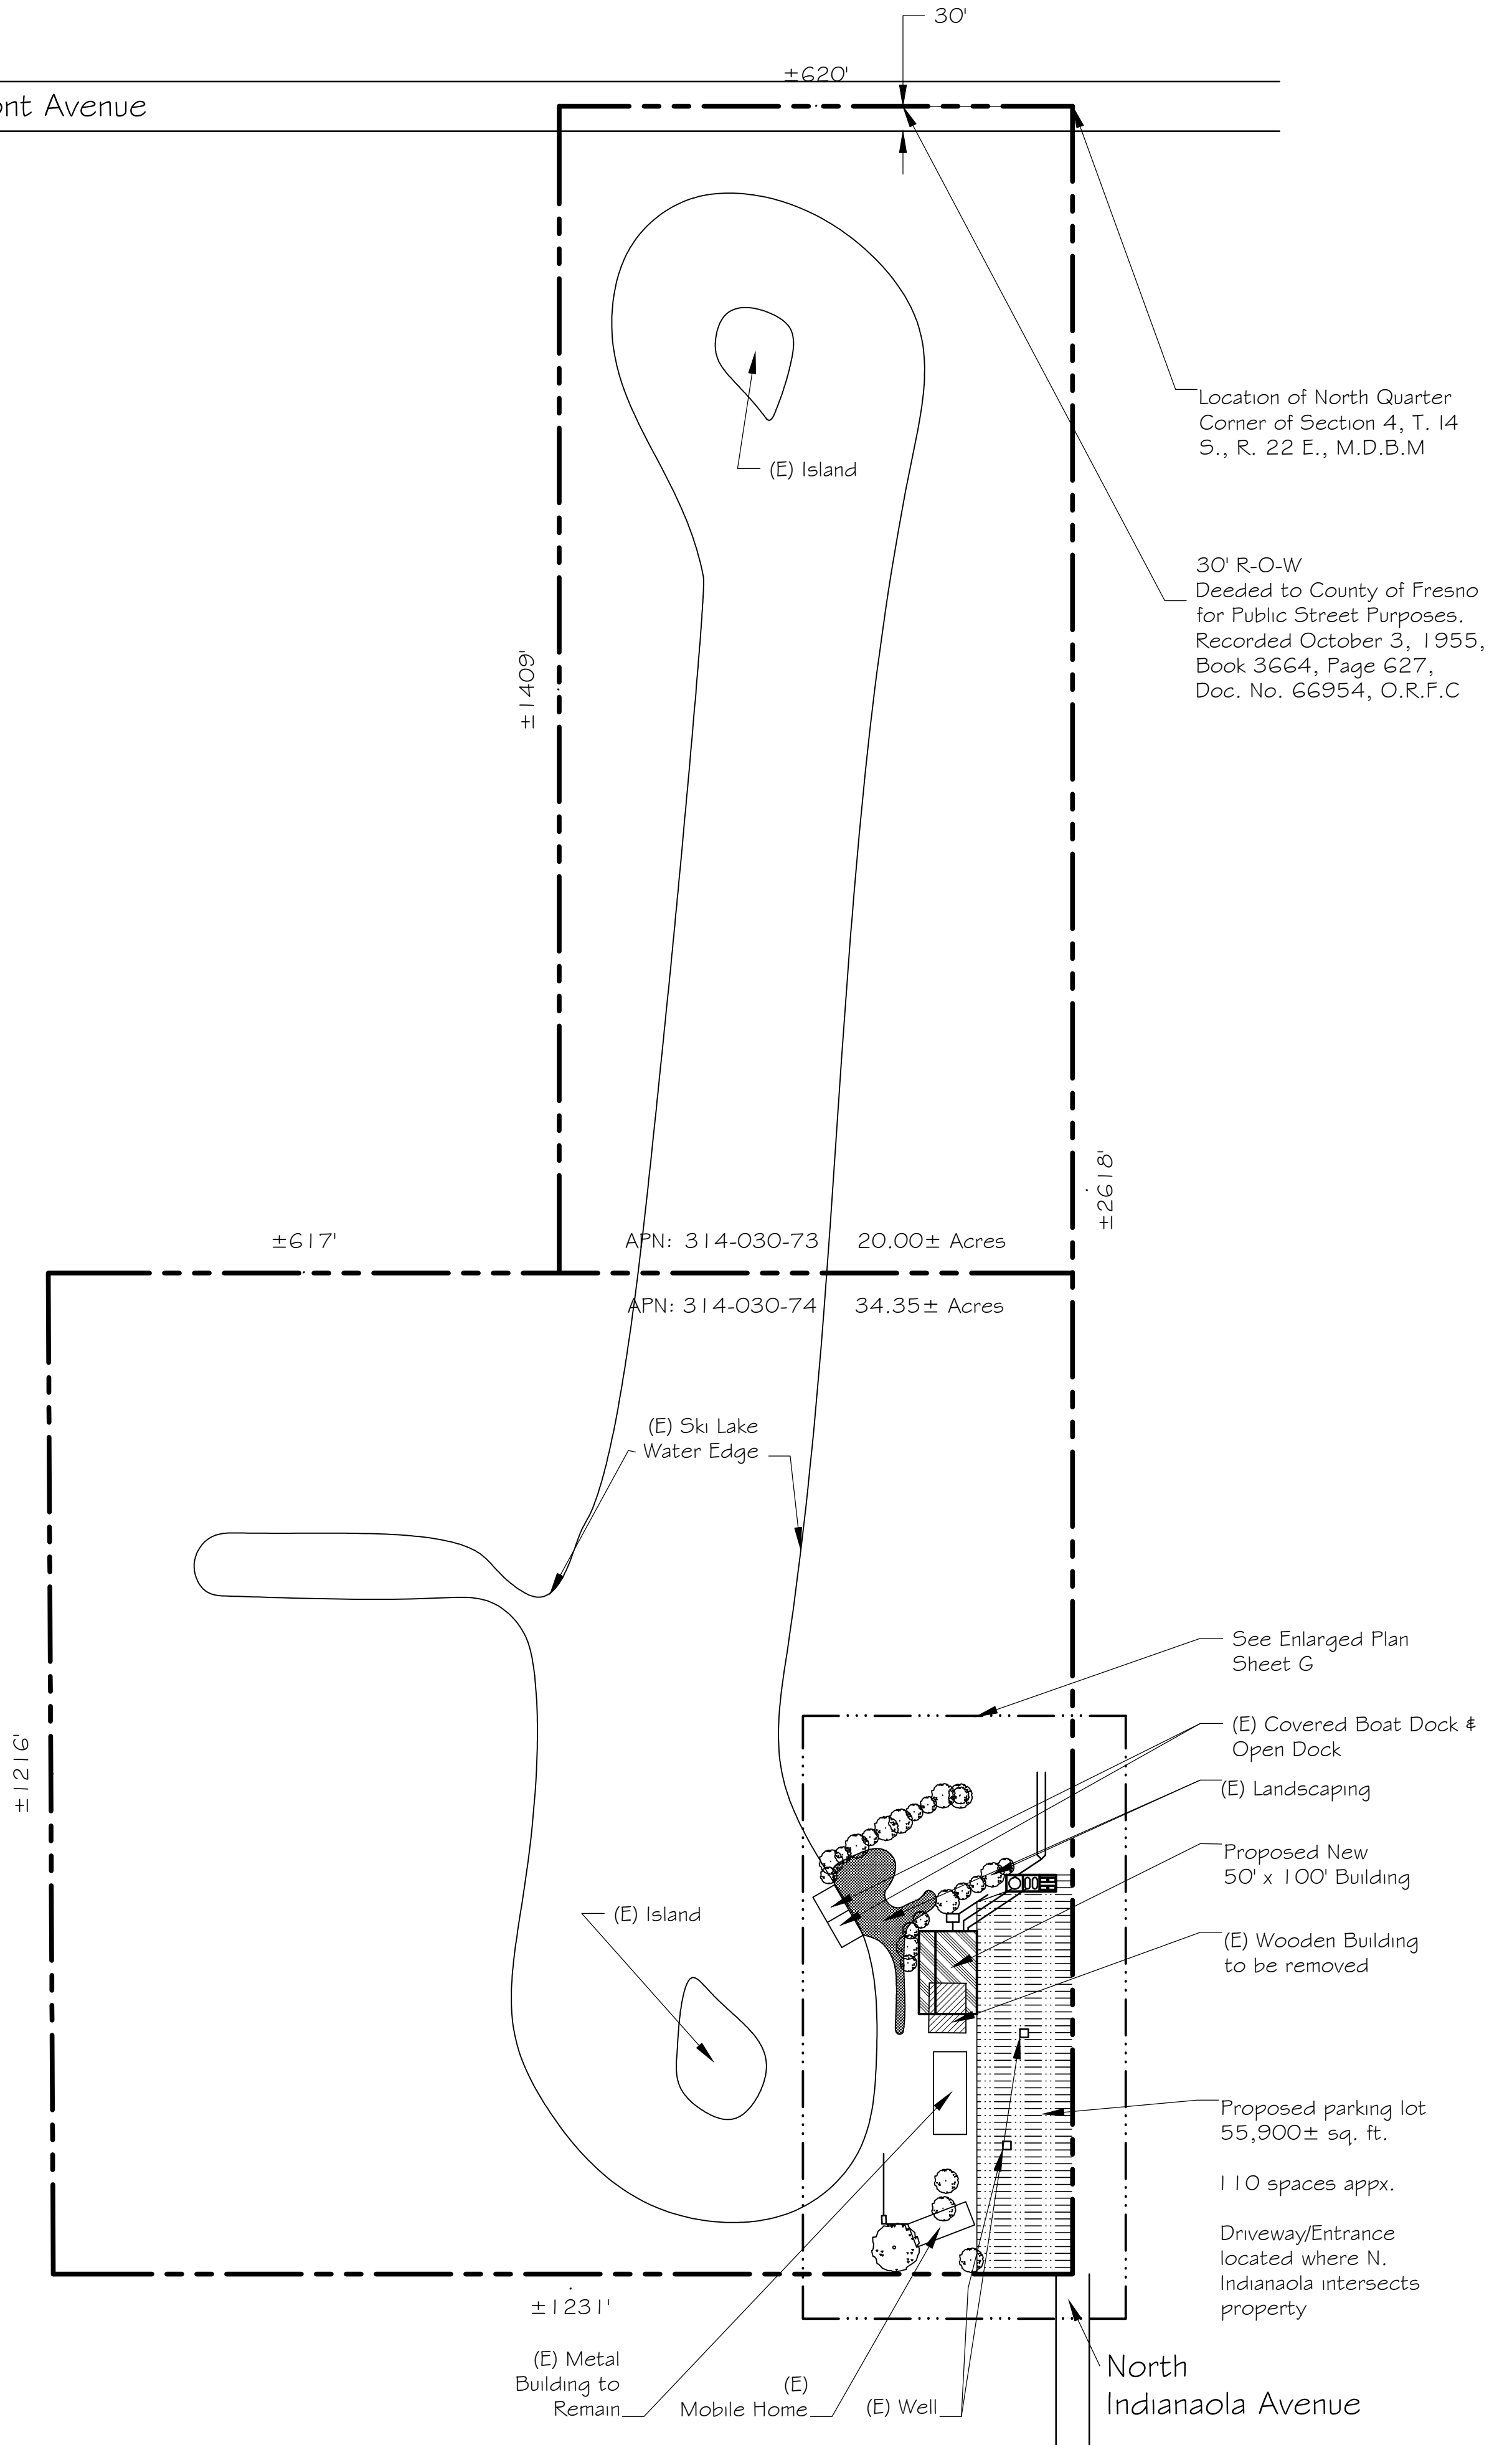 30'
±620'
ont Avenue
Location of North Quarter
Corner of Section 4, T. 14
S., R. 22 E., M.D.B.M
(E) Island
30' R-O-W
Deeded to County of Fresno
for Public Street Purposes.
Recorded October 3, 1955,
Book 3664, Page 627,
Doc. No. 66954, O.R.F.C
±1409'
±2618'
±617'
APN: 314-030-73 20.00± Acres
APN: 314-030-74 34.35± Acres
(E) Ski Lake
Water Edge
See Enlarged Plan
Sheet G
(E) Covered Boat Dock &
Open Dock
±1216'
(E) Landscaping
Proposed New
50' x 100' Building
(E) Island
(E) Wooden Building
to be removed
Proposed parking lot
55,900± sq. ft.
110 spaces appx.
Driveway/Entrance
located where N.
Indianaola intersects
property
±1231'
(E) Metal
Building to
Remain
(E)
Mobile Home
(E) Well
North
Indianaola Avenue